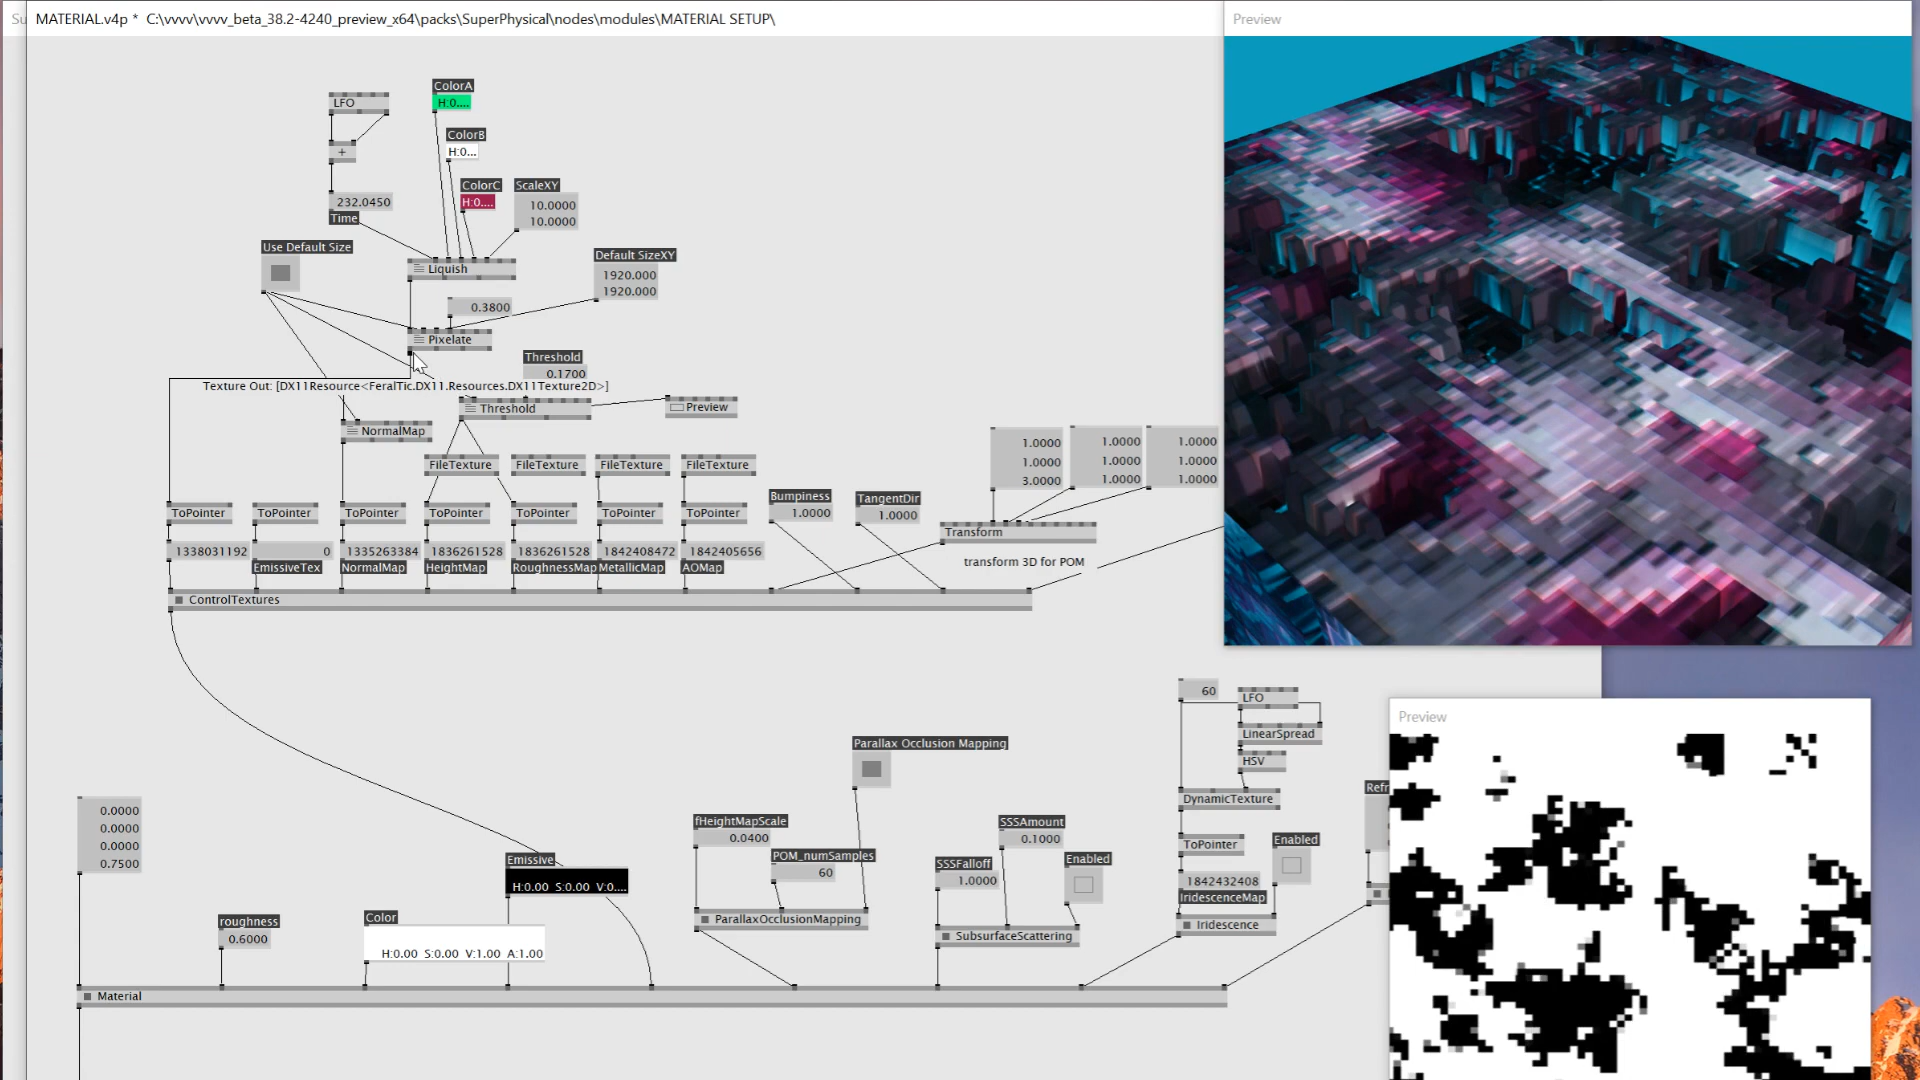 MATERIAL.v4p * C:\vvvv\vvvv_beta_38.2-4240_preview_x64\packs\SuperPhysical\nodes\modules\MATERIAL SETUP\
Preview
LFO
ColorA
H:0....
ColorB
H:0...
+
ColorC
H:0....
ScaleXY
10.0000
10.0000
232.0450
Time
Use Default Size
Liquish
Default SizeXY
1920.000
1920.000
0.3800
Pixelate
Threshold
0.1700
Texture Out: [DX11Resource<FeralTic.DX11.Resources.DX11Texture2D>]
Threshold
Preview
NormalMap
FileTexture
FileTexture
FileTexture
FileTexture
1.0000
1.0000
3.0000
1.0000
1.0000
1.0000
1.0000
1.0000
1.0000
Bumpiness
1.0000
TangentDir
1.0000
ToPointer
ToPointer
ToPointer
ToPointer
ToPointer
ToPointer
ToPointer
Transform
transform 3D for POM
1338031192
0
1335263384
1836261528
1836261528
1842408472
1842405656
EmissiveTex
NormalMap
HeightMap
RoughnessMap
MetallicMap
AOMap
ControlTextures
60
LFO
LinearSpread
HSV
DynamicTexture
Preview
Parallax Occlusion Mapping
0.0000
0.0000
0.0000
0.7500
fHeightMapScale
0.0400
POM_numSamples
60
SSSAmount
0.1000
SSSFalloff
1.0000
Enabled
ToPointer
Enabled
1842432408
IridescenceMap
Iridescence
Refr
Emissive
H:0.00 S:0.00 V:0....
roughness
0.6000
Color
H:0.00 S:0.00 V:1.00 A:1.00
ParallaxOcclusionMapping
SubsurfaceScattering
Material